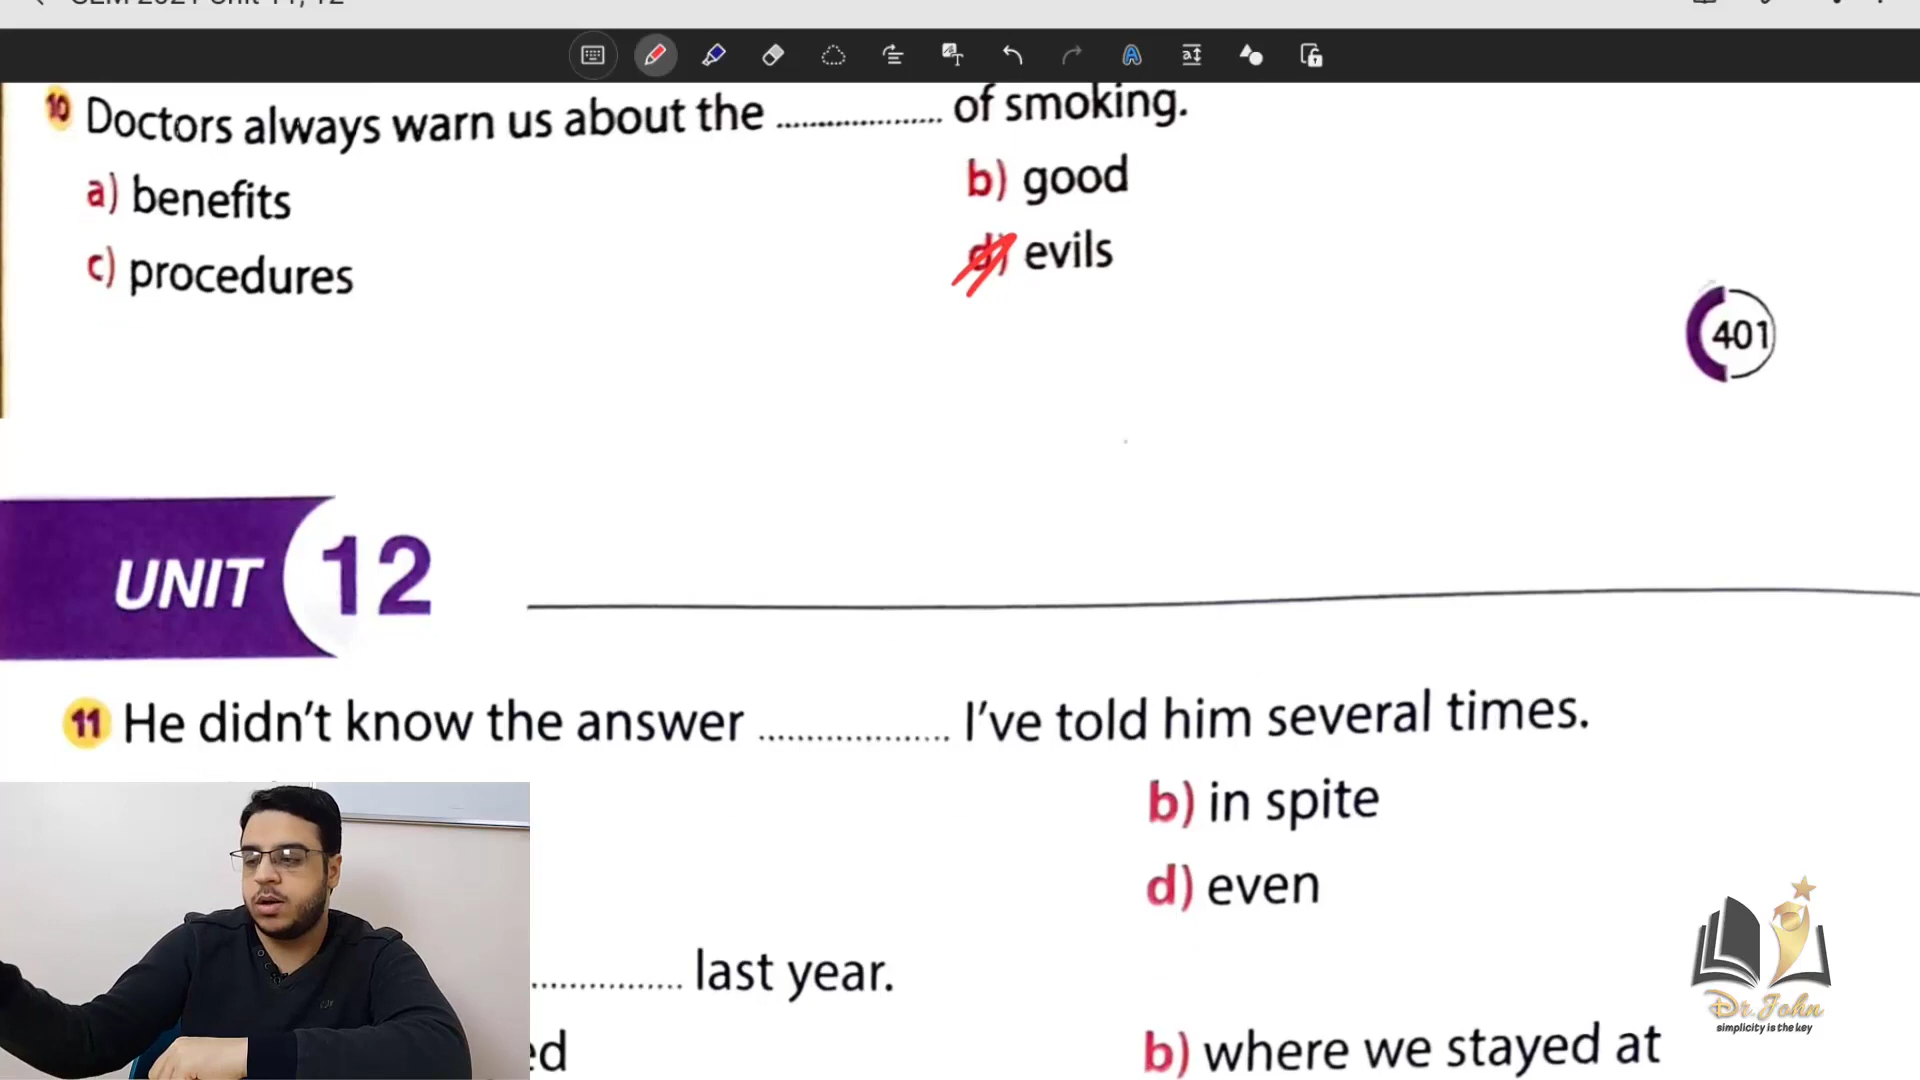 10 Doctors always warn us about the .................... of smoking.
a) benefits
b) good
c) procedures
d) evils
401
UNIT 12
11 He didn't know the answer .................... I've told him several times.
b) in spite
d) even
................ last year.
ed
b) where we stayed at
Dr. John
simplicity is the key